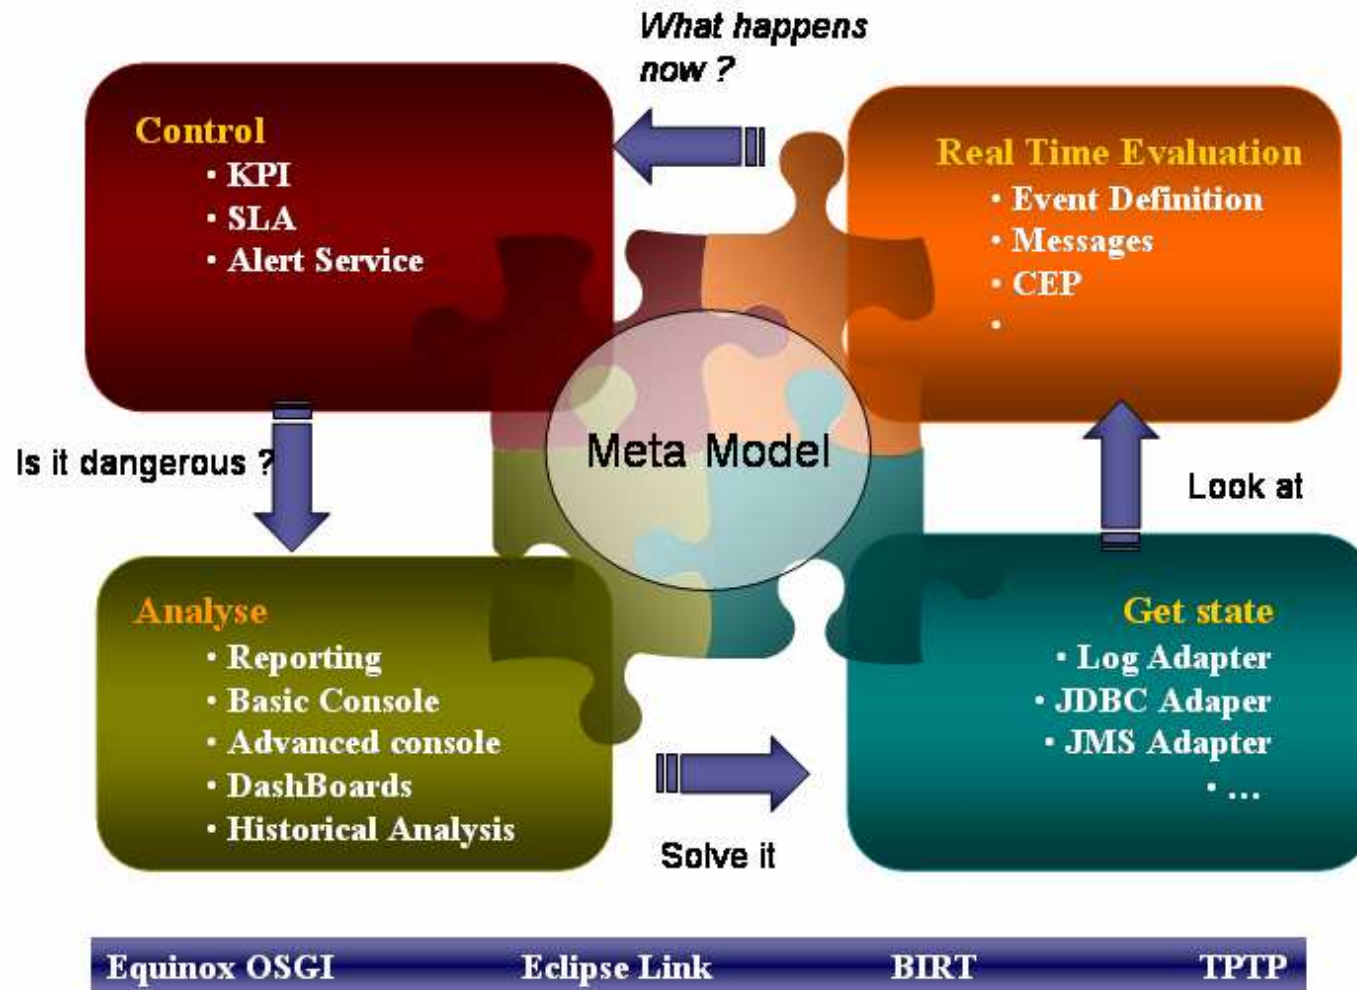 What happens
now ?
Control
• KPI
• SLA
• Alert Service
Real Time Evaluation
• Event Definition
• Messages
• CEP
•
Is it dangerous ?
Meta Model
Look at
Analyse
• Reporting
• Basic Console
• Advanced console
• DashBoards
• Historical Analysis
Get state
• Log Adapter
• JDBC Adaper
• JMS Adapter
• ...
Solve it
Equinox OSGI Eclipse Link BIRT TPTP